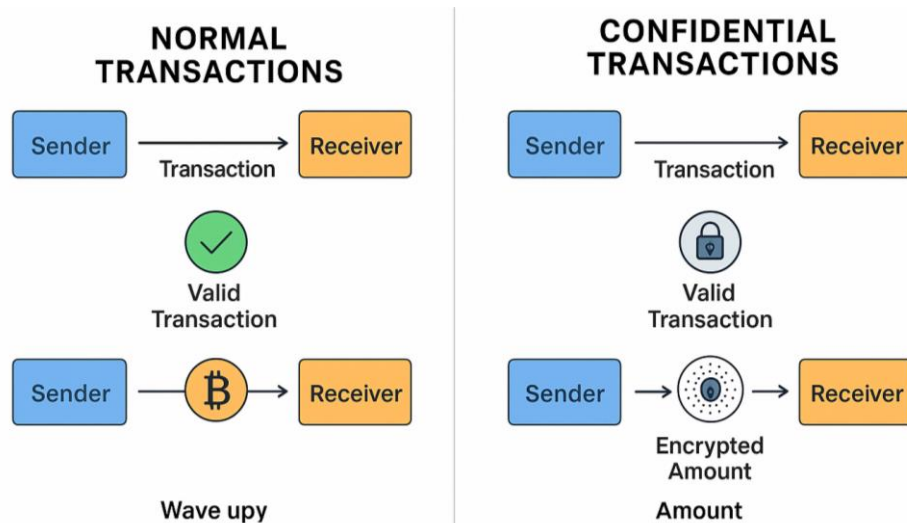 NORMAL
TRANSACTIONS
Sender
Transaction
Receiver
Valid
Transaction
Sender
Receiver
Wave upy
CONFIDENTIAL
TRANSACTIONS
Sender
Transaction
Receiver
Valid
Transaction
Sender
Receiver
Encrypted
Amount
Amount